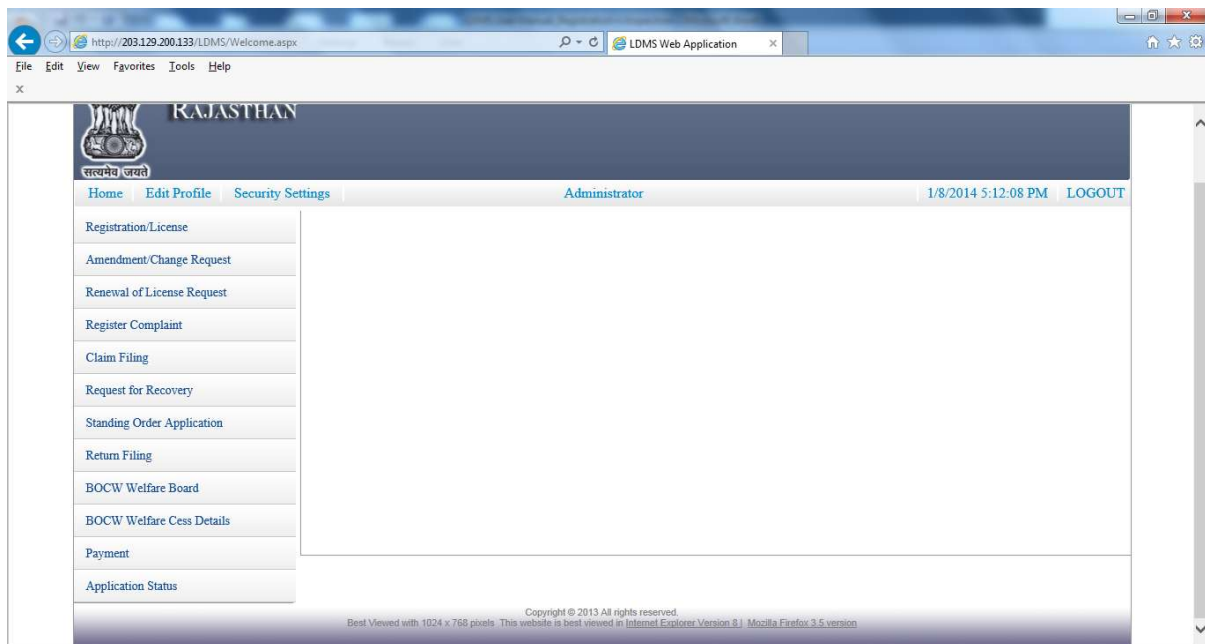 http://203.129.200.133/LDMS/Welcome.aspx
LDMS Web Application
File Edit View Favorites Tools Help
RAJASTHAN
सत्यमेव जयते
Home Edit Profile Security Settings Administrator 1/8/2014 5:12:08 PM LOGOUT
Registration/License
Amendment/Change Request
Renewal of License Request
Register Complaint
Claim Filing
Request for Recovery
Standing Order Application
Return Filing
BOCW Welfare Board
BOCW Welfare Cess Details
Payment
Application Status
Copyright © 2013 All rights reserved.
Best Viewed with 1024 x 768 pixels This website is best viewed in Internet Explorer Version 8 | Mozilla Firefox 3.5 version